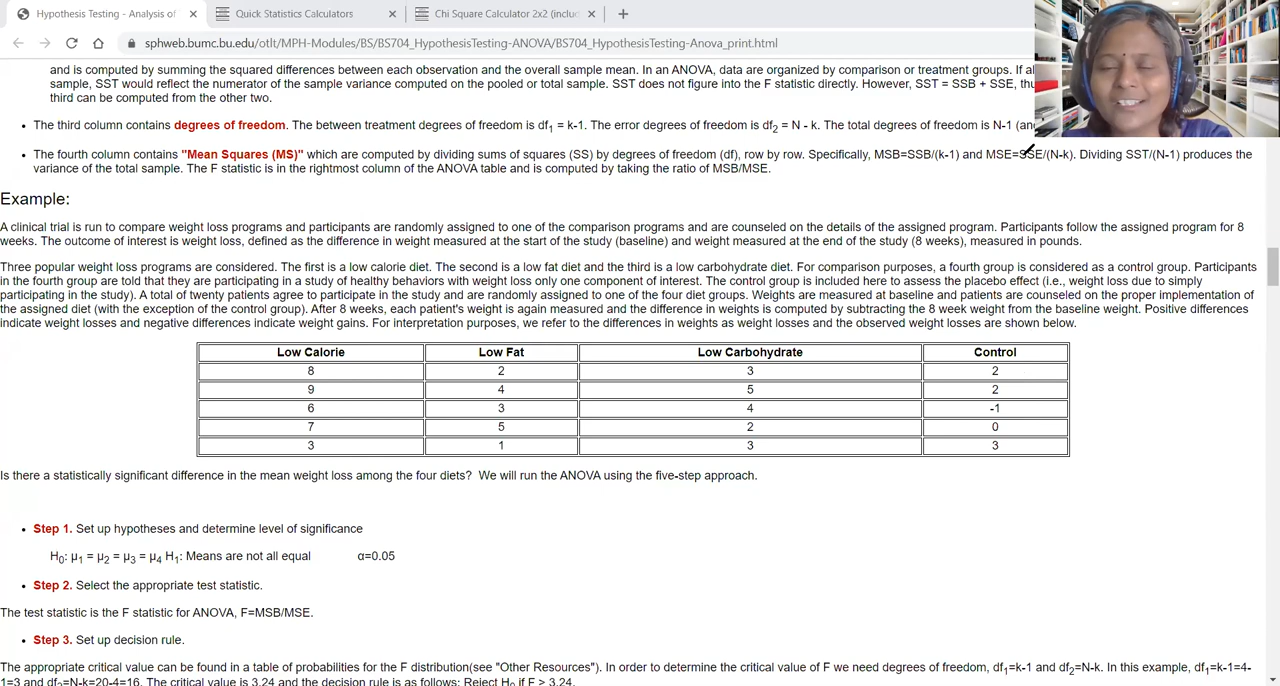 Hypothesis Testing - Analysis of
Quick Statistics Calculators
Chi Square Calculator 2x2 (inclu
sphweb.bumc.bu.edu/otlt/MPH-Modules/BS/BS704_HypothesisTesting-ANOVA/BS704_HypothesisTesting-Anova_print.html
and is computed by summing the squared differences between each observation and the overall sample mean. In an ANOVA, data are organized by comparison or treatment groups. If al
sample, SST would reflect the numerator of the sample variance computed on the pooled or total sample. SST does not figure into the F statistic directly. However, SST = SSB + SSE, thu
third can be computed from the other two.
• The third column contains degrees of freedom. The between treatment degrees of freedom is df1 = k-1. The error degrees of freedom is df2 = N - k. The total degrees of freedom is N-1 (an
• The fourth column contains "Mean Squares (MS)" which are computed by dividing sums of squares (SS) by degrees of freedom (df), row by row. Specifically, MSB=SSB/(k-1) and MSE=SSE/(N-k). Dividing SST/(N-1) produces the
variance of the total sample. The F statistic is in the rightmost column of the ANOVA table and is computed by taking the ratio of MSB/MSE.
Example:
A clinical trial is run to compare weight loss programs and participants are randomly assigned to one of the comparison programs and are counseled on the details of the assigned program. Participants follow the assigned program for 8
weeks. The outcome of interest is weight loss, defined as the difference in weight measured at the start of the study (baseline) and weight measured at the end of the study (8 weeks), measured in pounds.
Three popular weight loss programs are considered. The first is a low calorie diet. The second is a low fat diet and the third is a low carbohydrate diet. For comparison purposes, a fourth group is considered as a control group. Participants
in the fourth group are told that they are participating in a study of healthy behaviors with weight loss only one component of interest. The control group is included here to assess the placebo effect (i.e., weight loss due to simply
participating in the study). A total of twenty patients agree to participate in the study and are randomly assigned to one of the four diet groups. Weights are measured at baseline and patients are counseled on the proper implementation of
the assigned diet (with the exception of the control group). After 8 weeks, each patient's weight is again measured and the difference in weights is computed by subtracting the 8 week weight from the baseline weight. Positive differences
indicate weight losses and negative differences indicate weight gains. For interpretation purposes, we refer to the differences in weights as weight losses and the observed weight losses are shown below.
Low Calorie Low Fat Low Carbohydrate Control
8 2 3 2
9 4 5 2
6 3 4 -1
7 5 2 0
3 1 3 3
Is there a statistically significant difference in the mean weight loss among the four diets? We will run the ANOVA using the five-step approach.
• Step 1. Set up hypotheses and determine level of significance
H0: μ1 = μ2 = μ3 = μ4 H1: Means are not all equal α=0.05
• Step 2. Select the appropriate test statistic.
The test statistic is the F statistic for ANOVA, F=MSB/MSE.
• Step 3. Set up decision rule.
The appropriate critical value can be found in a table of probabilities for the F distribution(see "Other Resources"). In order to determine the critical value of F we need degrees of freedom, df1=k-1 and df2=N-k. In this example, df1=k-1=4-
1=3 and df2=N-k=20-4=16. The critical value is 3.24 and the decision rule is as follows: Reject H0 if F > 3.24.